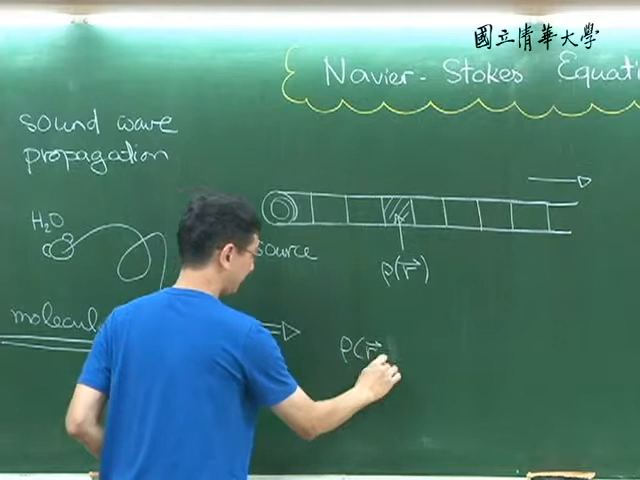 國立清華大學
Navier-Stokes Equati
sound wave
propagation
H₂O
source
ρ(r⃗)
molecul
ρ(r⃗